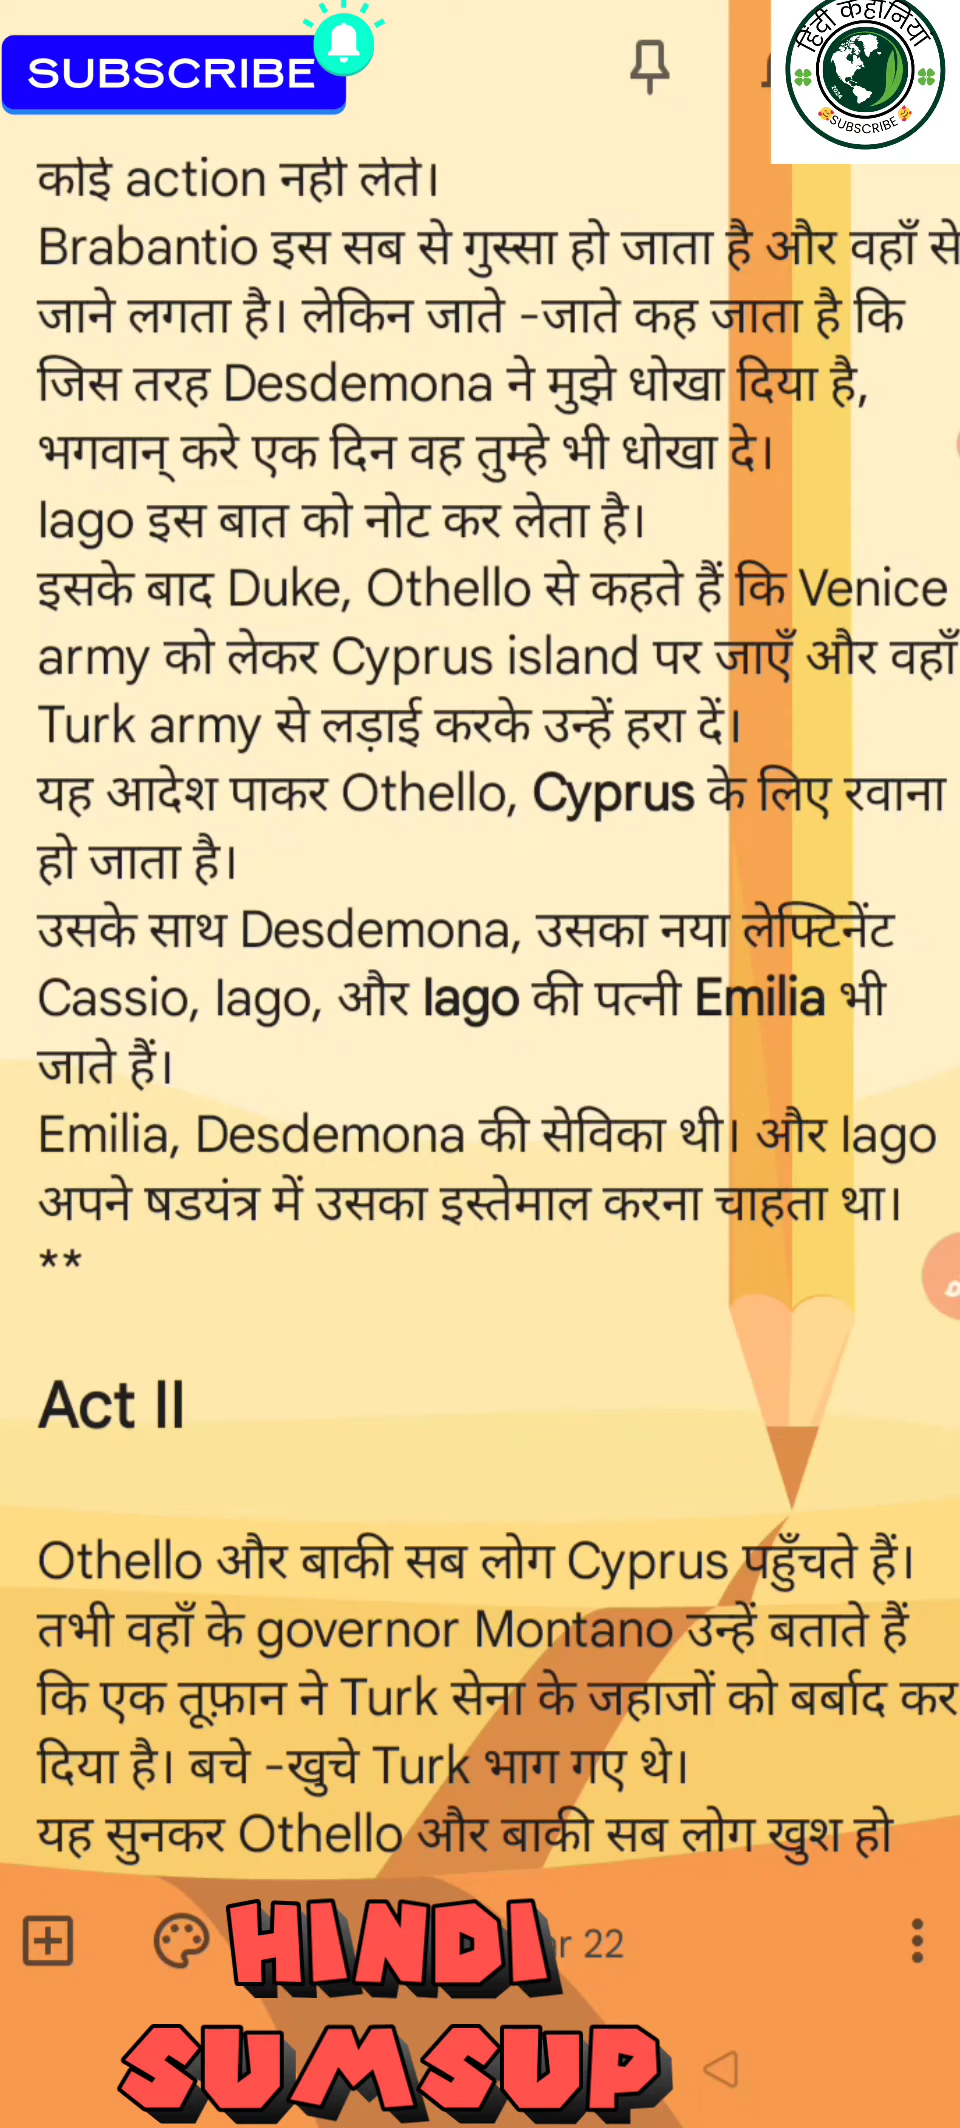 SUBSCRIBE
हिंदी कहानियां
2024
SUBSCRIBE
कोई action नहीं लेते।
Brabantio इस सब से गुस्सा हो जाता है और वहाँ से
जाने लगता है। लेकिन जाते -जाते कह जाता है कि
जिस तरह Desdemona ने मुझे धोखा दिया है,
भगवान् करे एक दिन वह तुम्हे भी धोखा दे।
Iago इस बात को नोट कर लेता है।
इसके बाद Duke, Othello से कहते हैं कि Venice
army को लेकर Cyprus island पर जाएँ और वहाँ
Turk army से लड़ाई करके उन्हें हरा दें।
यह आदेश पाकर Othello, Cyprus के लिए रवाना
हो जाता है।
उसके साथ Desdemona, उसका नया लेफ्टिनेंट
Cassio, Iago, और Iago की पत्नी Emilia भी
जाते हैं।
Emilia, Desdemona की सेविका थी। और Iago
अपने षडयंत्र में उसका इस्तेमाल करना चाहता था।
**
Act II
Othello और बाकी सब लोग Cyprus पहुँचते हैं।
तभी वहाँ के governor Montano उन्हें बताते हैं
कि एक तूफ़ान ने Turk सेना के जहाजों को बर्बाद कर
दिया है। बचे -खुचे Turk भाग गए थे।
यह सुनकर Othello और बाकी सब लोग खुश हो
r 22
HINDI
SUMSUP